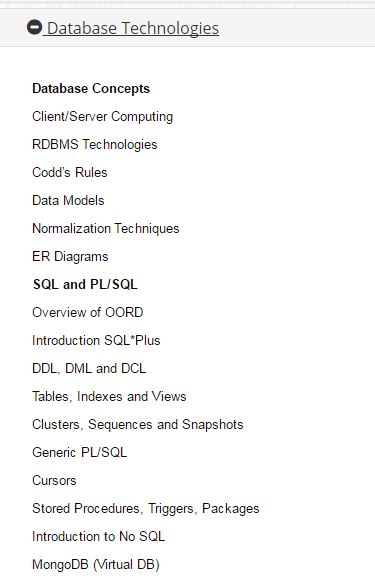 Database Technologies
Database Concepts
Client/Server Computing
RDBMS Technologies
Codd's Rules
Data Models
Normalization Techniques
ER Diagrams
SQL and PL/SQL
Overview of OORD
Introduction SQL*Plus
DDL, DML and DCL
Tables, Indexes and Views
Clusters, Sequences and Snapshots
Generic PL/SQL
Cursors
Stored Procedures, Triggers, Packages
Introduction to No SQL
MongoDB (Virtual DB)